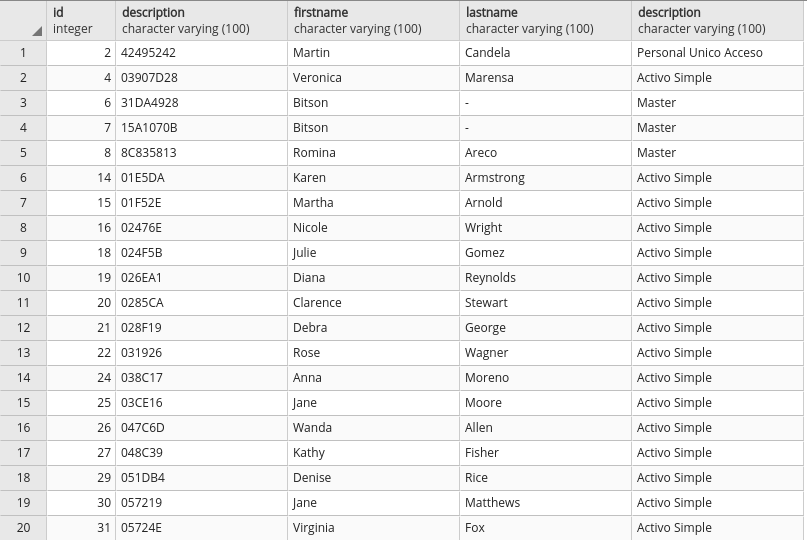 id description firstname lastname description
integer character varying (100) character varying (100) character varying (100) character varying (100)
1 2 42495242 Martin Candela Personal Unico Acceso
2 4 03907D28 Veronica Marensa Activo Simple
3 6 31DA4928 Bitson - Master
4 7 15A1070B Bitson - Master
5 8 8C835813 Romina Areco Master
6 14 01E5DA Karen Armstrong Activo Simple
7 15 01F52E Martha Arnold Activo Simple
8 16 02476E Nicole Wright Activo Simple
9 18 024F5B Julie Gomez Activo Simple
10 19 026EA1 Diana Reynolds Activo Simple
11 20 0285CA Clarence Stewart Activo Simple
12 21 028F19 Debra George Activo Simple
13 22 031926 Rose Wagner Activo Simple
14 24 038C17 Anna Moreno Activo Simple
15 25 03CE16 Jane Moore Activo Simple
16 26 047C6D Wanda Allen Activo Simple
17 27 048C39 Kathy Fisher Activo Simple
18 29 051DB4 Denise Rice Activo Simple
19 30 057219 Jane Matthews Activo Simple
20 31 05724E Virginia Fox Activo Simple